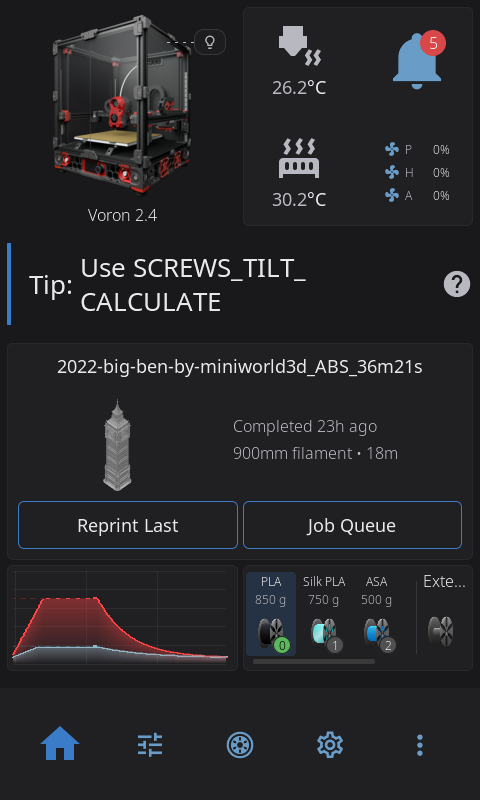 5
26.2°C
P 0%
H 0%
A 0%
30.2°C
Voron 2.4
Tip: Use SCREWS_TILT_
CALCULATE
?
2022-big-ben-by-miniworld3d_ABS_36m21s
Completed 23h ago
900mm filament • 18m
Reprint Last
Job Queue
PLA Silk PLA ASA Exte...
850 g 750 g 500 g
0 1 2